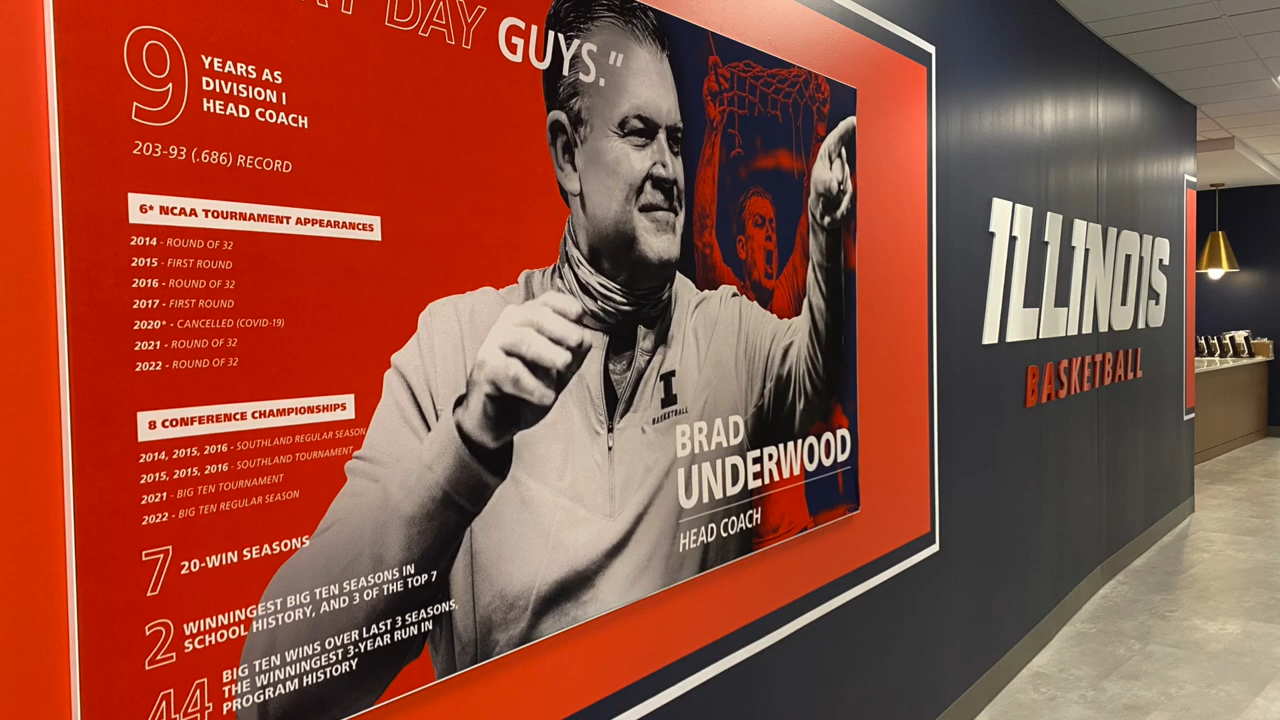 DAY
GUYS."
9
YEARS AS
DIVISION I
HEAD COACH
203-93 (.686) RECORD
6* NCAA TOURNAMENT APPEARANCES
2014 - ROUND OF 32
2015 - FIRST ROUND
2016 - ROUND OF 32
2017 - FIRST ROUND
2020* - CANCELLED (COVID-19)
2021 - ROUND OF 32
2022 - ROUND OF 32
8 CONFERENCE CHAMPIONSHIPS
2014, 2015, 2016 - SOUTHLAND REGULAR SEASON
2015, 2015, 2016 - SOUTHLAND TOURNAMENT
2021 - BIG TEN TOURNAMENT
2022 - BIG TEN REGULAR SEASON
7 20-WIN SEASONS
2
WINNINGEST BIG TEN SEASONS IN
SCHOOL HISTORY, AND 3 OF THE TOP 7
44
BIG TEN WINS OVER LAST 3 SEASONS,
THE WINNINGEST 3-YEAR RUN IN
PROGRAM HISTORY
I
BASKETBALL
BRAD
UNDERWOOD
HEAD COACH
ILLINOIS
BASKETBALL